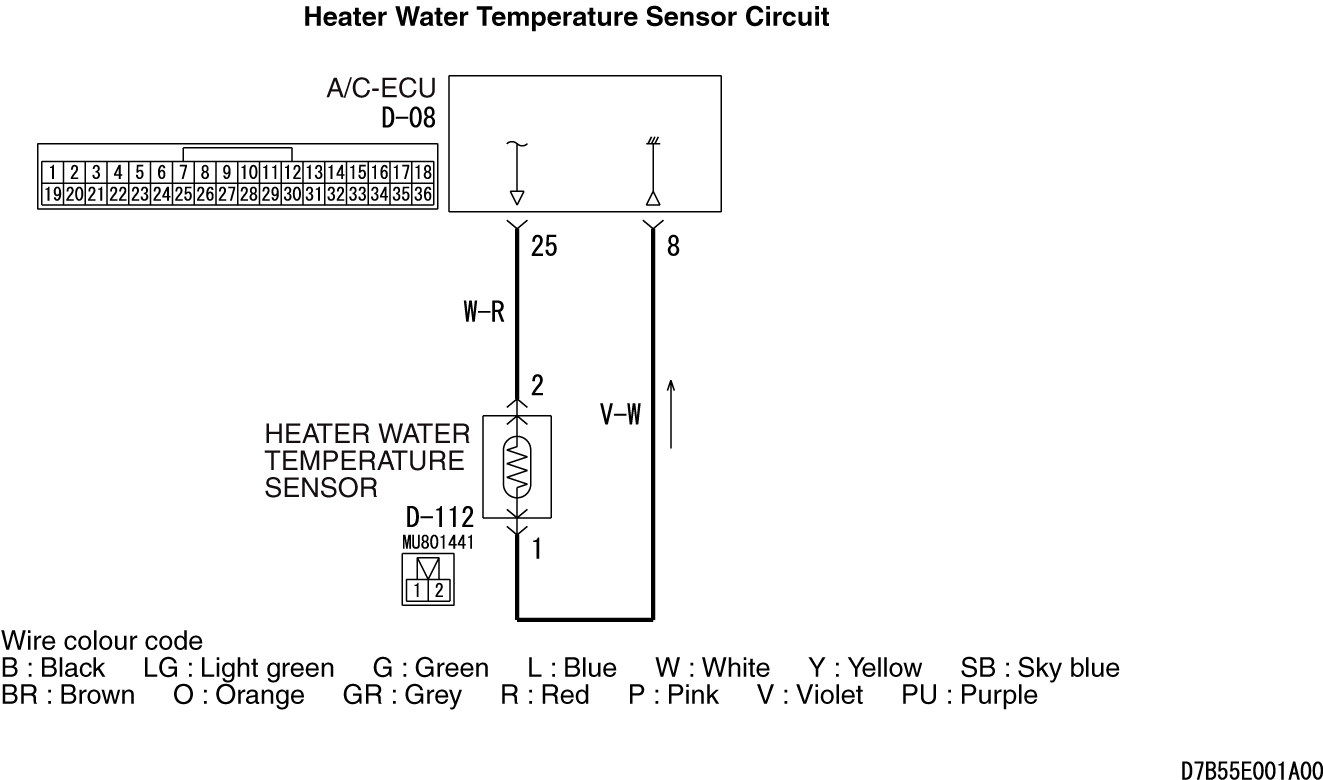 Heater Water Temperature Sensor Circuit
A/C-ECU
D-08
1 2 3 4 5 6 7 8 9 10 11 12 13 14 15 16 17 18
19 20 21 22 23 24 25 26 27 28 29 30 31 32 33 34 35 36
25 8
W-R
2
V-W
HEATER WATER
TEMPERATURE
SENSOR
D-112
MU801441
1
1 2
Wire colour code
B : Black LG : Light green G : Green L : Blue W : White Y : Yellow SB : Sky blue
BR : Brown O : Orange GR : Grey R : Red P : Pink V : Violet PU : Purple
D7B55E001A00